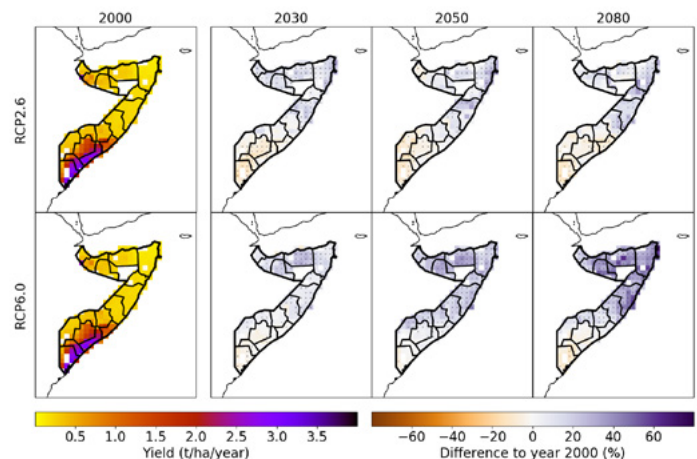 2000 2030 2050 2080
RCP2.6
RCP6.0
0.5 1.0 1.5 2.0 2.5 3.0 3.5 −60 −40 −20 0 20 40 60
Yield (t/ha/year) Difference to year 2000 (%)